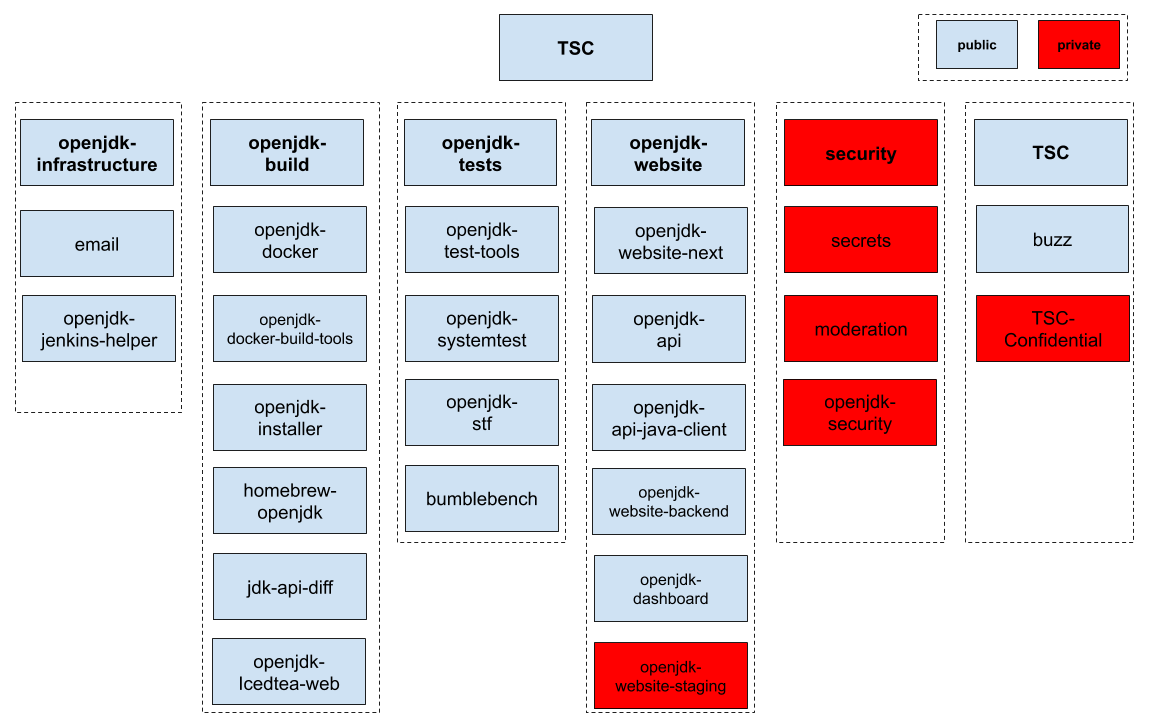 TSC
public
private
openjdk-
infrastructure
email
openjdk-
jenkins-helper
openjdk-
build
openjdk-
docker
openjdk-
docker-build-tools
openjdk-
installer
homebrew-
openjdk
jdk-api-diff
openjdk-
Icedtea-web
openjdk-
tests
openjdk-
test-tools
openjdk-
systemtest
openjdk-
stf
bumblebench
openjdk-
website
openjdk-
website-next
openjdk-
api
openjdk-
api-java-client
openjdk-
website-backend
openjdk-
dashboard
openjdk-
website-staging
security
secrets
moderation
openjdk-
security
TSC
buzz
TSC-
Confidential